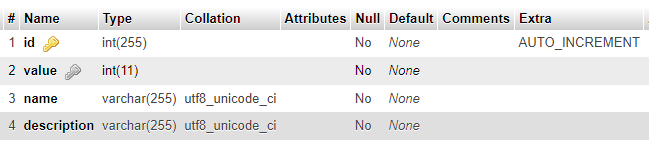 # Name Type Collation Attributes Null Default Comments Extra
1 id int(255) No None AUTO_INCREMENT
2 value int(11) No None
3 name varchar(255) utf8_unicode_ci No None
4 description varchar(255) utf8_unicode_ci No None